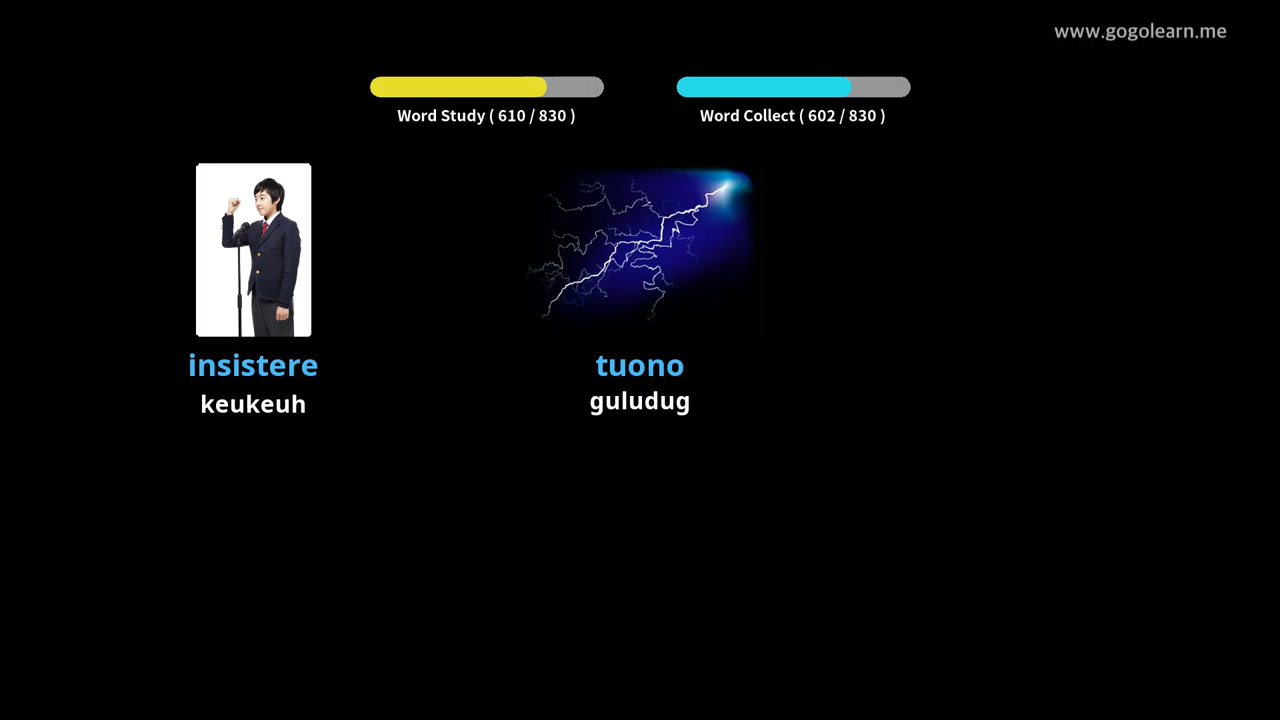 www.gogolearn.me
Word Study ( 610 / 830 )
Word Collect ( 602 / 830 )
insistere
keukeuh
tuono
guludug